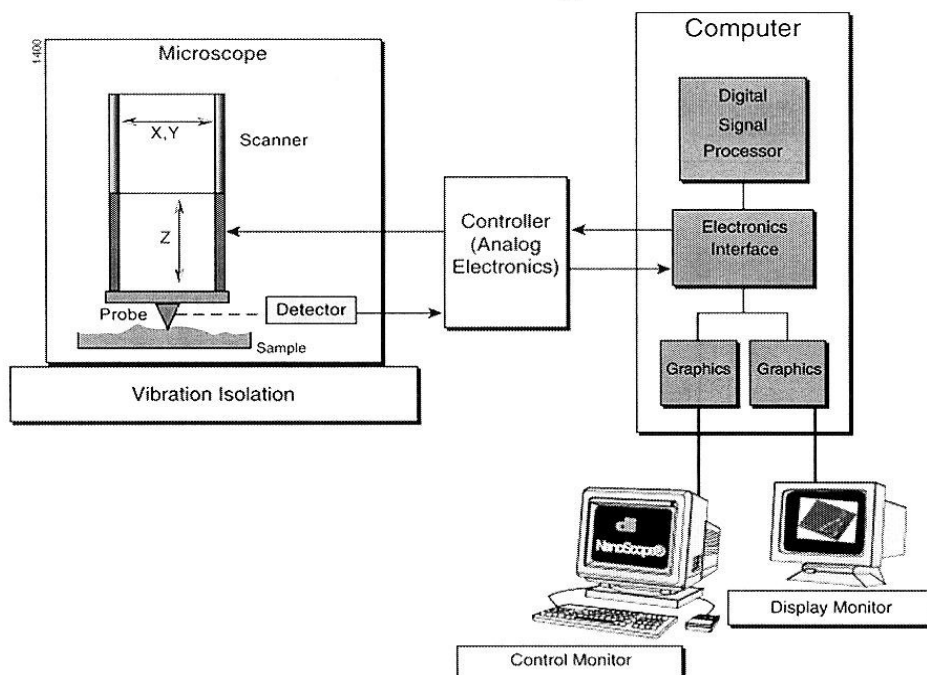 1400
Microscope
X,Y
Scanner
Z
Probe
Detector
Sample
Vibration Isolation
Controller
(Analog
Electronics)
Computer
Digital
Signal
Processor
Electronics
Interface
Graphics
Graphics
di
NanoScope®
Control Monitor
Display Monitor